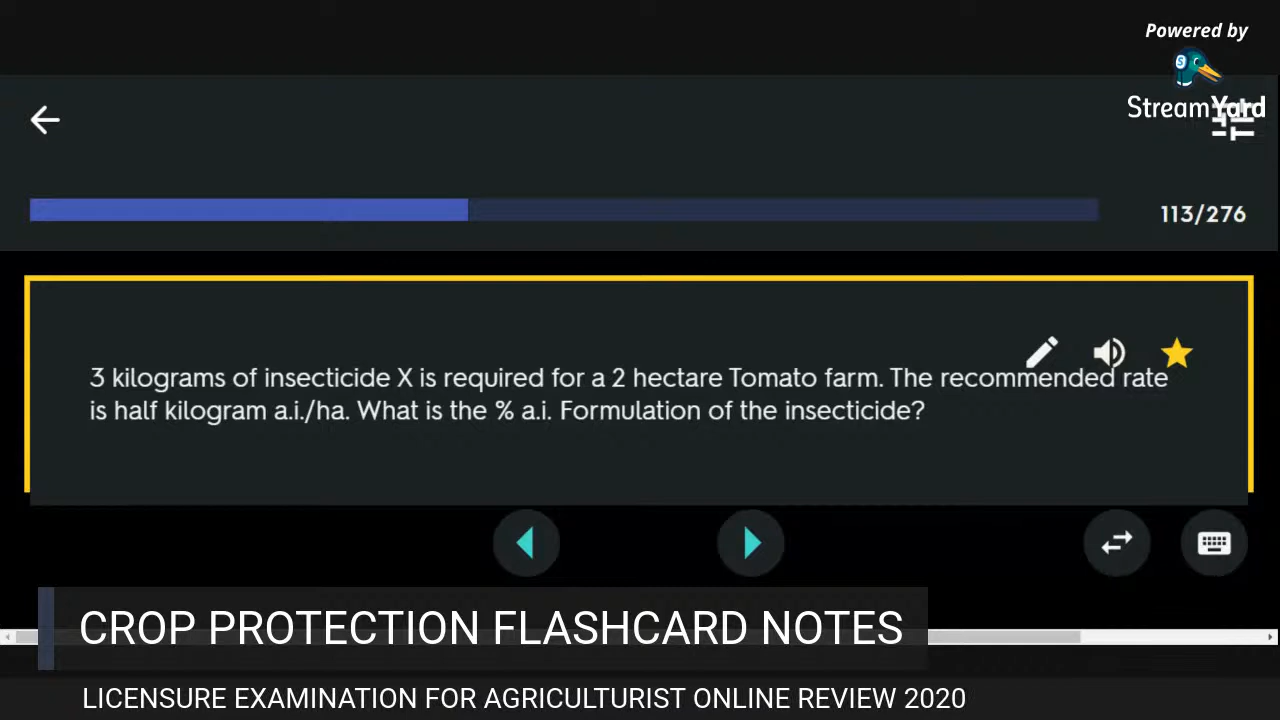 Powered by
StreamYard
113/276
3 kilograms of insecticide X is required for a 2 hectare Tomato farm. The recommended rate
is half kilogram a.i./ha. What is the % a.i. Formulation of the insecticide?
CROP PROTECTION FLASHCARD NOTES
LICENSURE EXAMINATION FOR AGRICULTURIST ONLINE REVIEW 2020